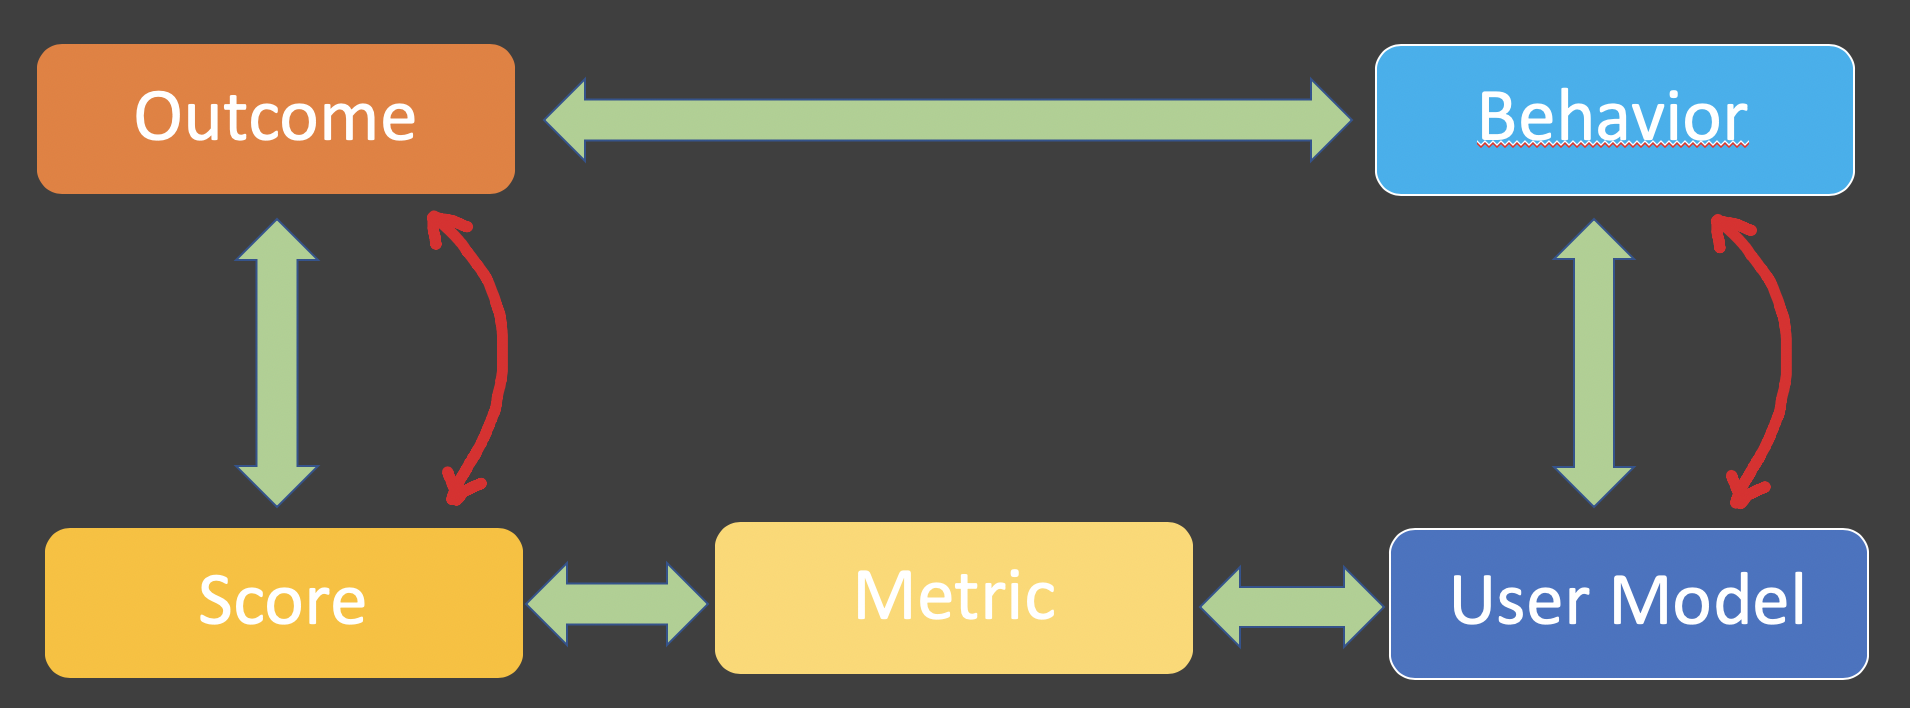 Outcome
Behavior
Score
Metric
User Model